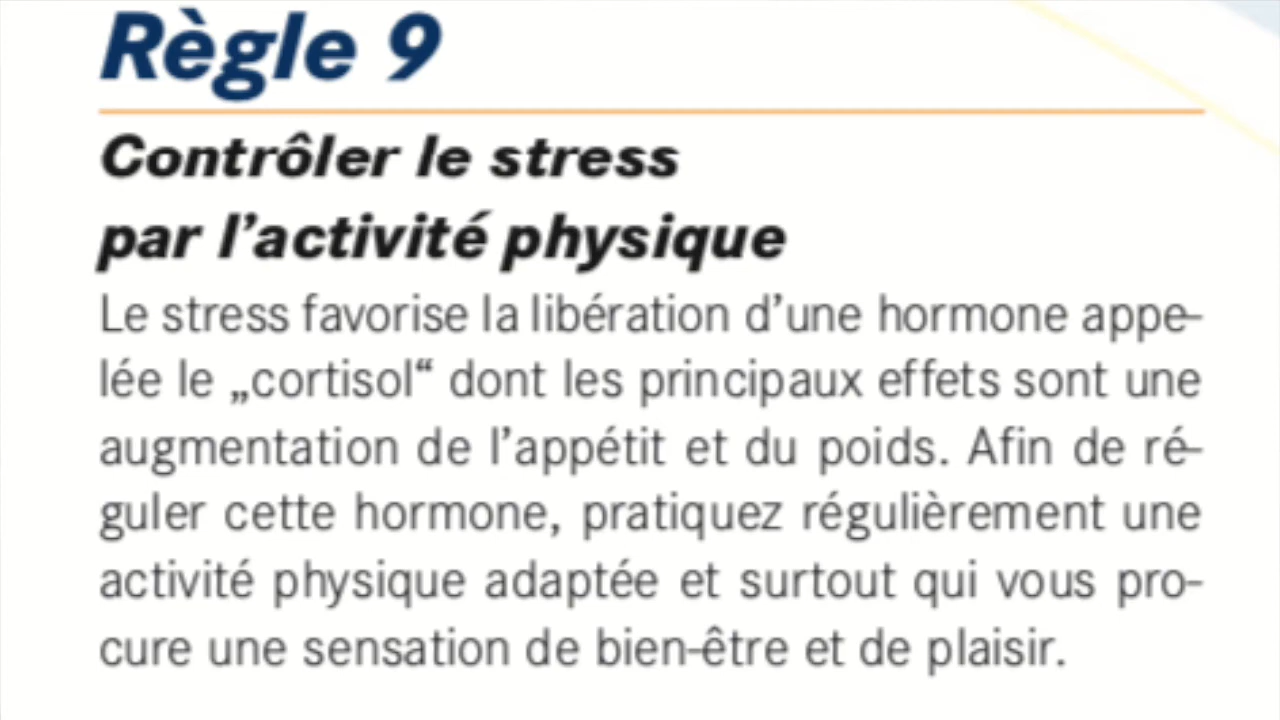 Règle 9
Contrôler le stress
par l’activité physique
Le stress favorise la libération d’une hormone appe-
lée le „cortisol“ dont les principaux effets sont une
augmentation de l’appétit et du poids. Afin de ré-
guler cette hormone, pratiquez régulièrement une
activité physique adaptée et surtout qui vous pro-
cure une sensation de bien-être et de plaisir.